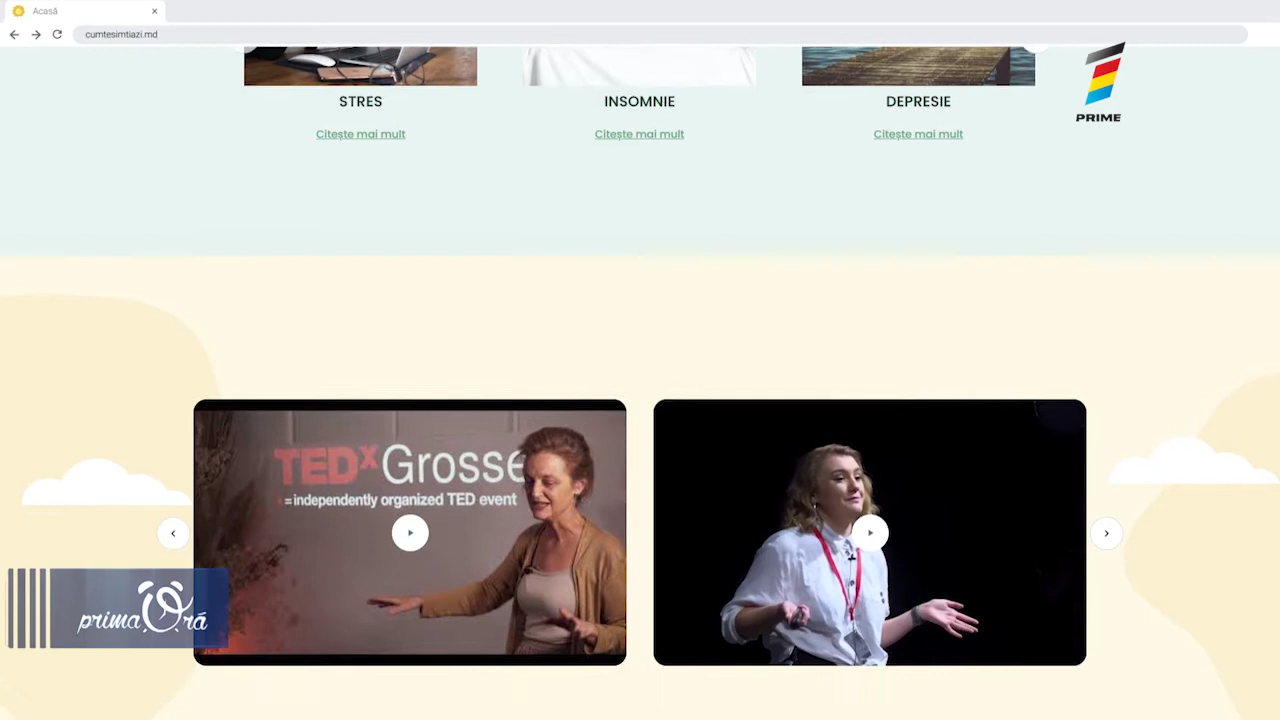 Acasă
cumtesimtiazi.md
PRIME
STRES
INSOMNIE
DEPRESIE
Citește mai mult
Citește mai mult
Citește mai mult
TEDx Grosse
x = independently organized TED event
prima Oră